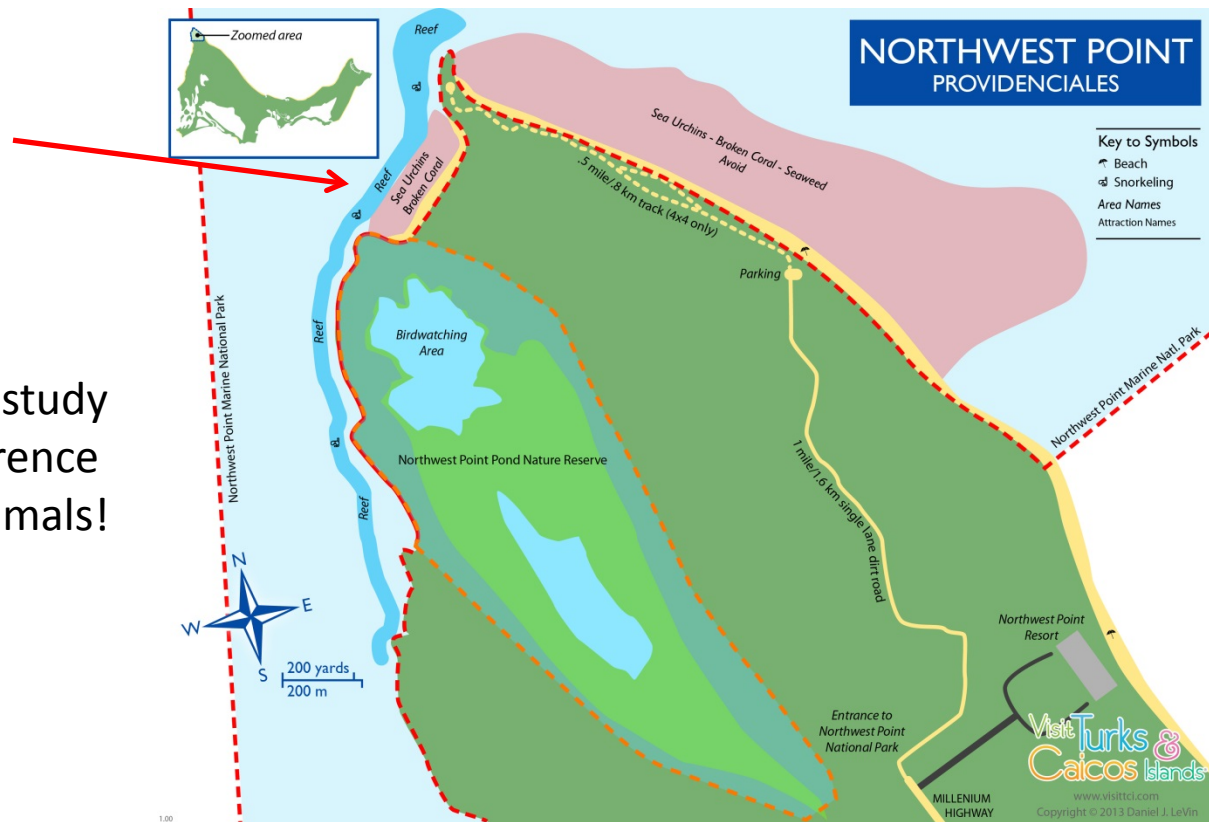 Zoomed area
Reef
NORTHWEST POINT
PROVIDENCIALES
Key to Symbols
Beach
Snorkeling
Area Names
Attraction Names
Sea Urchins - Broken Coral - Seaweed
Avoid
Reef
Sea Urchins
Broken Coral
.5 mile/.8 km track (4x4 only)
Parking
Birdwatching
Area
Reef
Northwest Point Marine National Park
Northwest Point Marine Natl. Park
study
rence
mals!
Northwest Point Pond Nature Reserve
1 mile/1.6 km single lane dirt road
Reef
N
E
W
S
200 yards
200 m
Northwest Point
Resort
Entrance to
Northwest Point
National Park
MILLENIUM
HIGHWAY
Visit Turks &
Caicos Islands
www.visittci.com
Copyright © 2013 Daniel J. LeVin
1.00